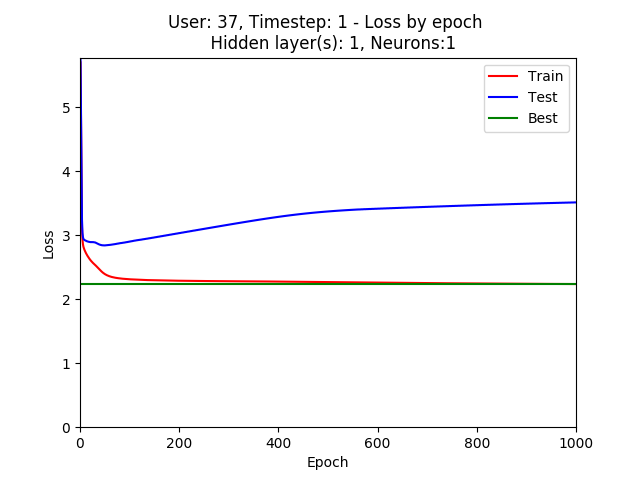 User: 37, Timestep: 1 - Loss by epoch
Hidden layer(s): 1, Neurons:1
Train
Test
Best
Loss
5
4
3
2
1
0
0 200 400 600 800 1000
Epoch